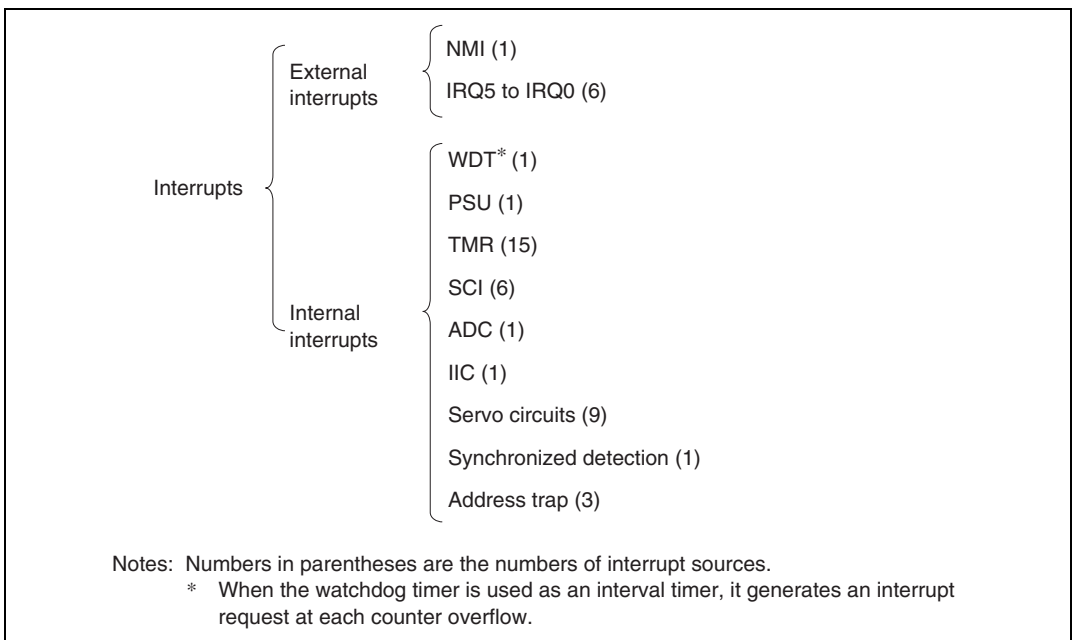 Interrupts
External
interrupts
NMI (1)
IRQ5 to IRQ0 (6)
Internal
interrupts
WDT* (1)
PSU (1)
TMR (15)
SCI (6)
ADC (1)
IIC (1)
Servo circuits (9)
Synchronized detection (1)
Address trap (3)
Notes: Numbers in parentheses are the numbers of interrupt sources.
* When the watchdog timer is used as an interval timer, it generates an interrupt
request at each counter overflow.